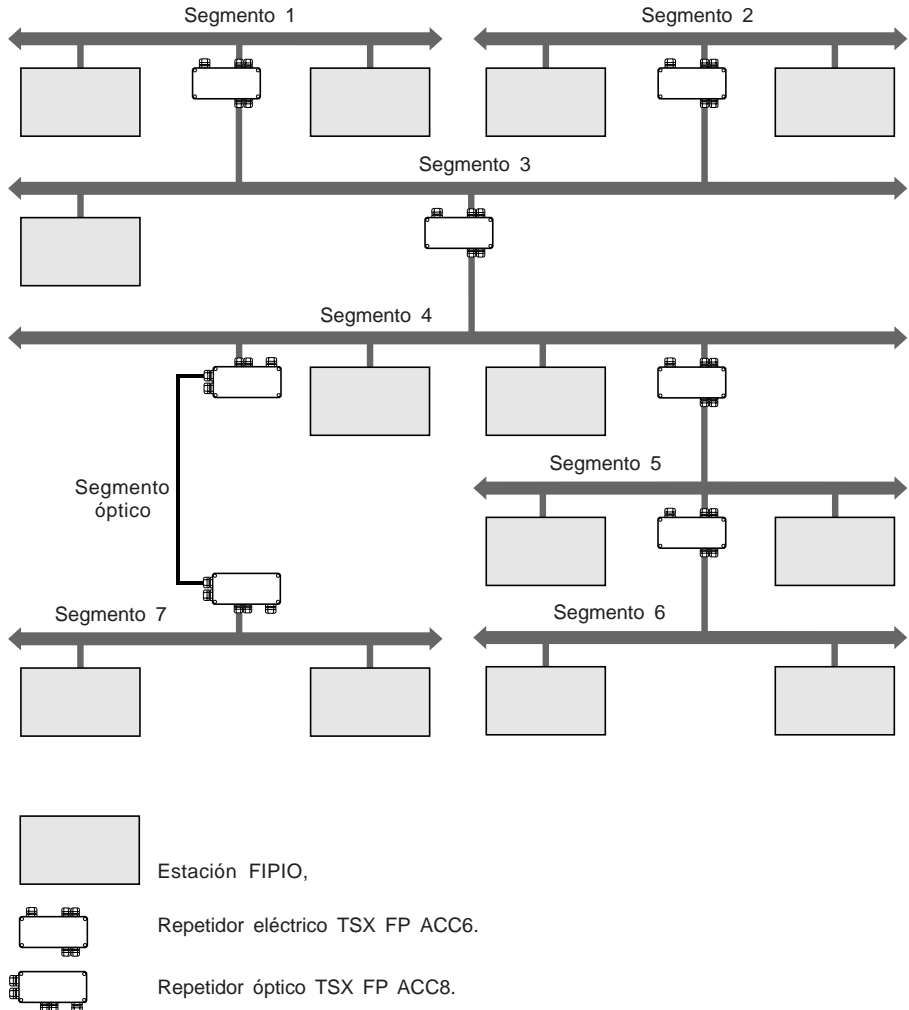 Segmento 1
Segmento 2
Segmento 3
Segmento 4
Segmento 5
Segmento
óptico
Segmento 7
Segmento 6
Estación FIPIO,
Repetidor eléctrico TSX FP ACC6.
Repetidor óptico TSX FP ACC8.